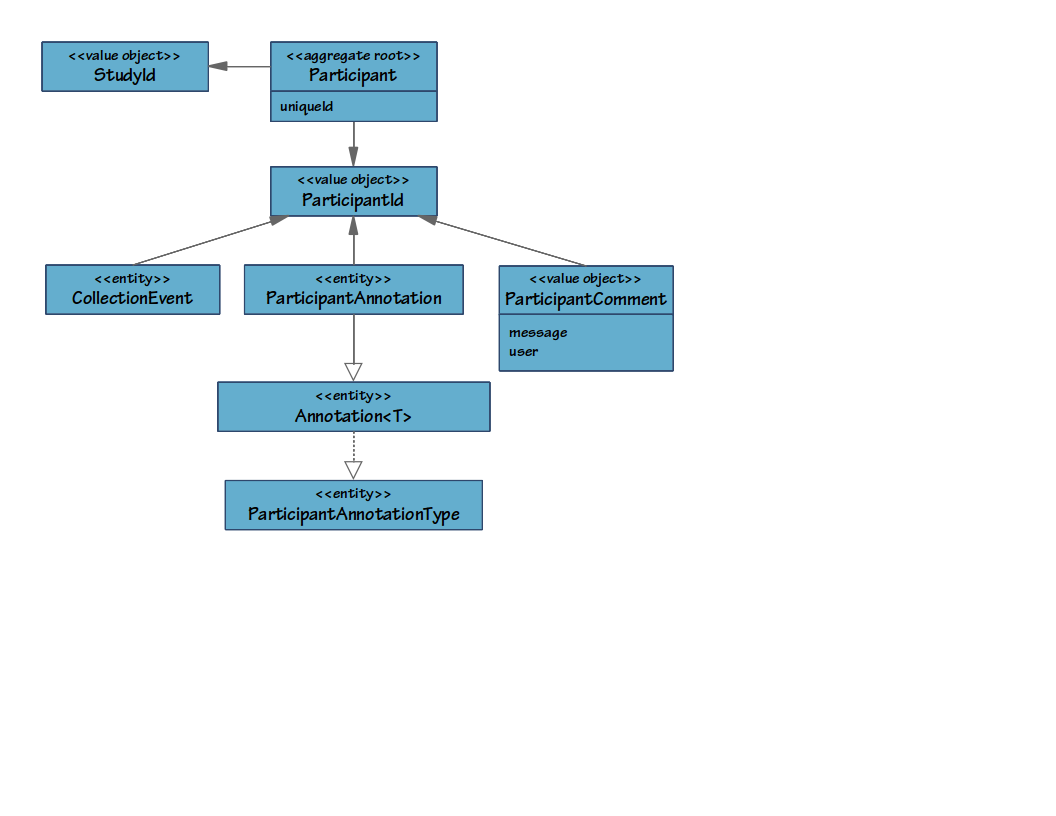 <<value object>>
StudyId
<<aggregate root>>
Participant
uniqueId
<<value object>>
ParticipantId
<<entity>>
CollectionEvent
<<entity>>
ParticipantAnnotation
<<value object>>
ParticipantComment
message
user
<<entity>>
Annotation<T>
<<entity>>
ParticipantAnnotationType